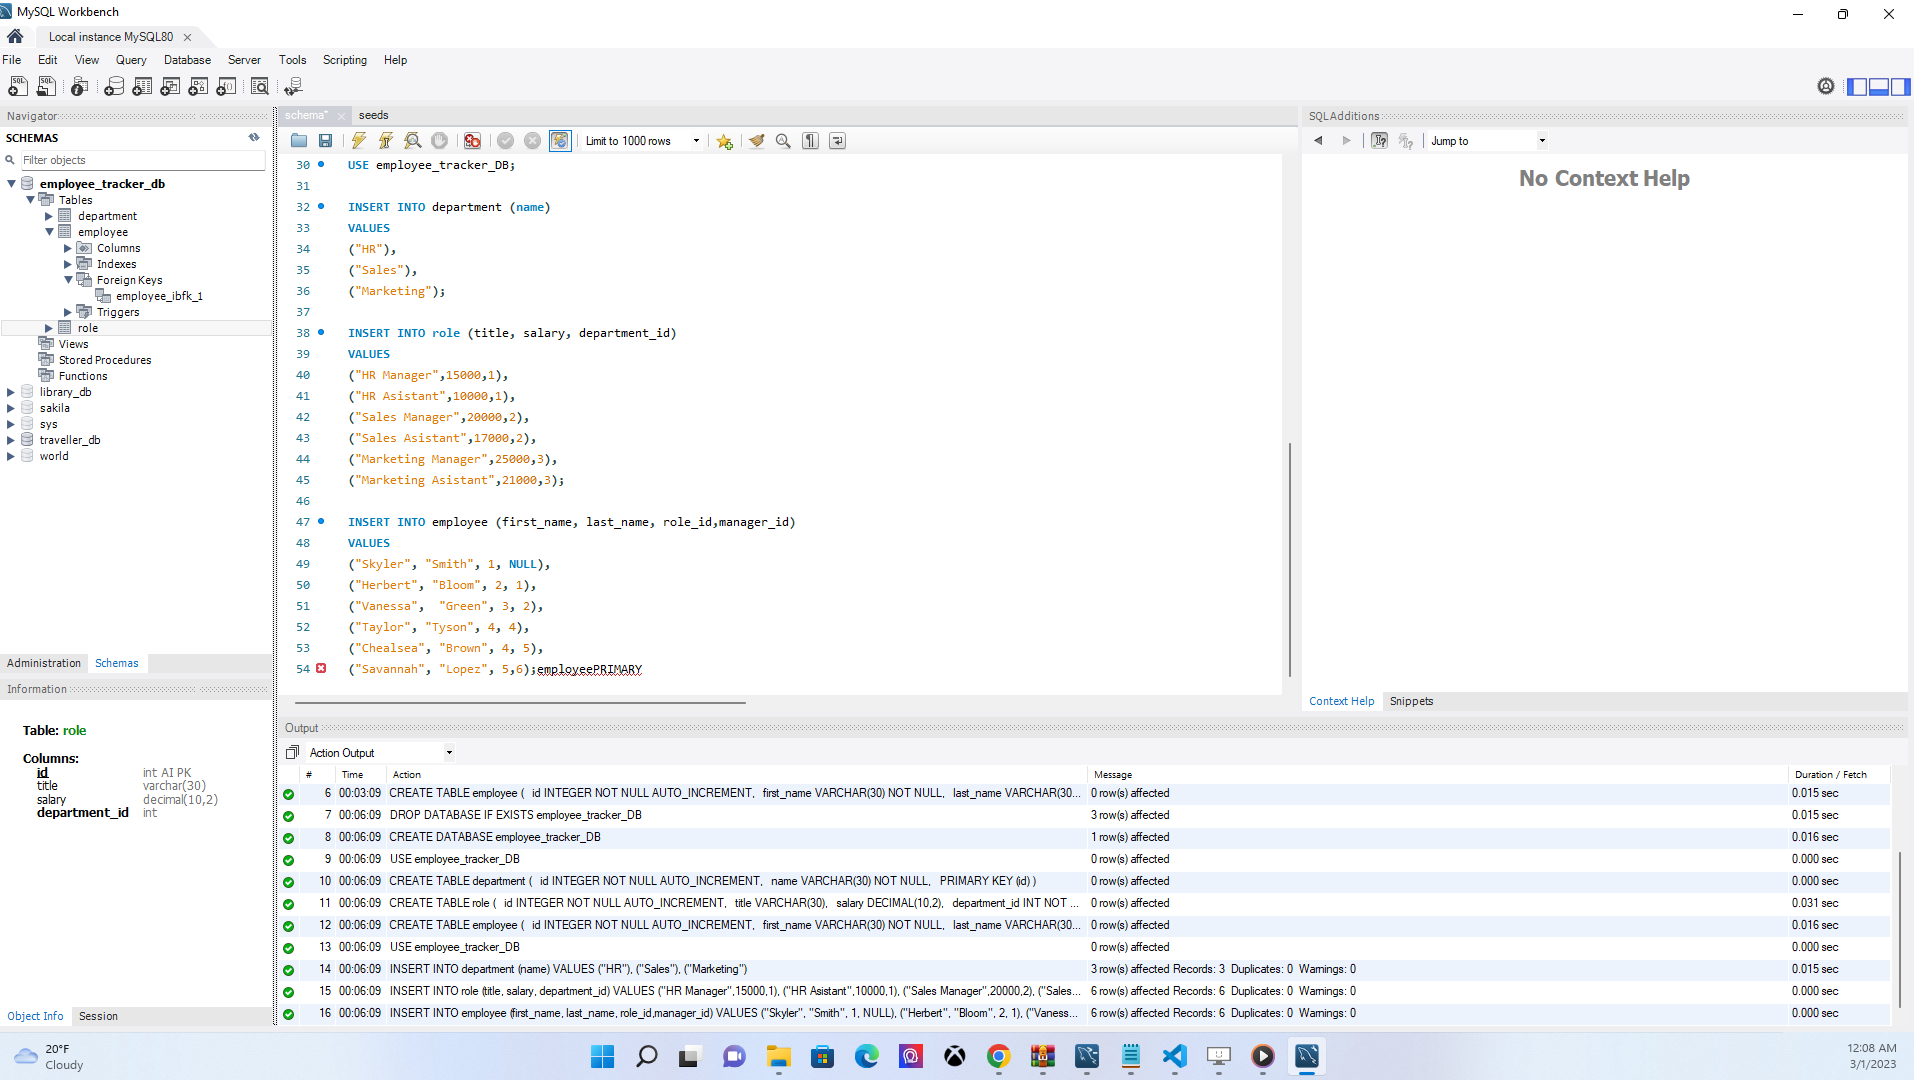 MySQL Workbench
Local instance MySQL80
File Edit View Query Database Server Tools Scripting Help
Navigator
SCHEMAS
Filter objects
employee_tracker_db
Tables
department
employee
Columns
Indexes
Foreign Keys
employee_ibfk_1
Triggers
role
Views
Stored Procedures
Functions
library_db
sakila
sys
traveller_db
world
Administration Schemas
Information
Table: role
Columns:
id int AI PK
title varchar(30)
salary decimal(10,2)
department_id int
Object Info Session
schema* seeds
Limit to 1000 rows
30 USE employee_tracker_DB;
31
32 INSERT INTO department (name)
33 VALUES
34 ("HR"),
35 ("Sales"),
36 ("Marketing");
37
38 INSERT INTO role (title, salary, department_id)
39 VALUES
40 ("HR Manager",15000,1),
41 ("HR Asistant",10000,1),
42 ("Sales Manager",20000,2),
43 ("Sales Asistant",17000,2),
44 ("Marketing Manager",25000,3),
45 ("Marketing Asistant",21000,3);
46
47 INSERT INTO employee (first_name, last_name, role_id,manager_id)
48 VALUES
49 ("Skyler", "Smith", 1, NULL),
50 ("Herbert", "Bloom", 2, 1),
51 ("Vanessa",  "Green", 3, 2),
52 ("Taylor", "Tyson", 4, 4),
53 ("Chealsea", "Brown", 4, 5),
54 ("Savannah", "Lopez", 5,6);employeePRIMARY
SQLAdditions
Jump to
No Context Help
Context Help Snippets
Output
Action Output
# Time Action Message Duration / Fetch
6 00:03:09 CREATE TABLE employee ( id INTEGER NOT NULL AUTO_INCREMENT, first_name VARCHAR(30) NOT NULL, last_name VARCHAR(30... 0 row(s) affected 0.015 sec
7 00:06:09 DROP DATABASE IF EXISTS employee_tracker_DB 3 row(s) affected 0.015 sec
8 00:06:09 CREATE DATABASE employee_tracker_DB 1 row(s) affected 0.016 sec
9 00:06:09 USE employee_tracker_DB 0 row(s) affected 0.000 sec
10 00:06:09 CREATE TABLE department ( id INTEGER NOT NULL AUTO_INCREMENT, name VARCHAR(30) NOT NULL, PRIMARY KEY (id) ) 0 row(s) affected 0.000 sec
11 00:06:09 CREATE TABLE role ( id INTEGER NOT NULL AUTO_INCREMENT, title VARCHAR(30), salary DECIMAL(10,2), department_id INT NOT ... 0 row(s) affected 0.031 sec
12 00:06:09 CREATE TABLE employee ( id INTEGER NOT NULL AUTO_INCREMENT, first_name VARCHAR(30) NOT NULL, last_name VARCHAR(30... 0 row(s) affected 0.016 sec
13 00:06:09 USE employee_tracker_DB 0 row(s) affected 0.000 sec
14 00:06:09 INSERT INTO department (name) VALUES ("HR"), ("Sales"), ("Marketing") 3 row(s) affected Records: 3 Duplicates: 0 Warnings: 0 0.015 sec
15 00:06:09 INSERT INTO role (title, salary, department_id) VALUES ("HR Manager",15000,1), ("HR Asistant",10000,1), ("Sales Manager",20000,2), ("Sales... 6 row(s) affected Records: 6 Duplicates: 0 Warnings: 0 0.000 sec
16 00:06:09 INSERT INTO employee (first_name, last_name, role_id,manager_id) VALUES ("Skyler", "Smith", 1, NULL), ("Herbert", "Bloom", 2, 1), ("Vaness... 6 row(s) affected Records: 6 Duplicates: 0 Warnings: 0 0.000 sec
20°F
Cloudy
12:08 AM
3/1/2023